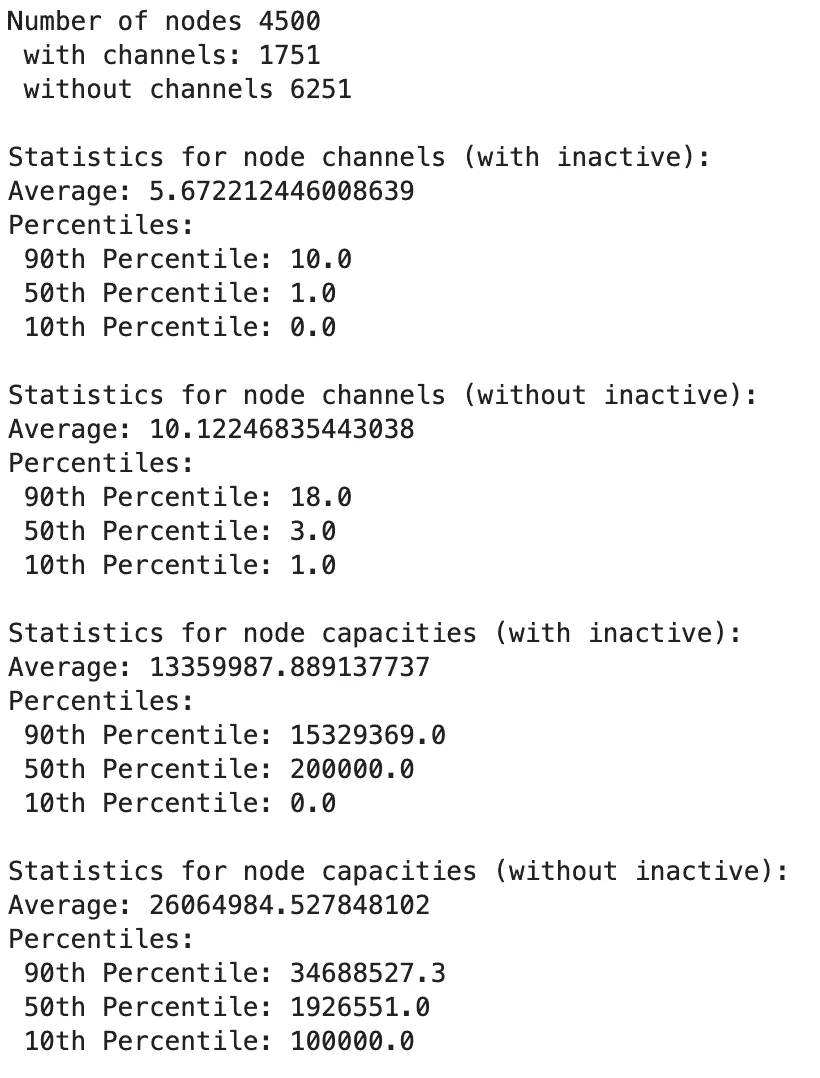 Number of nodes 4500
with channels: 1751
without channels 6251
Statistics for node channels (with inactive):
Average: 5.672212446008639
Percentiles:
90th Percentile: 10.0
50th Percentile: 1.0
10th Percentile: 0.0
Statistics for node channels (without inactive):
Average: 10.12246835443038
Percentiles:
90th Percentile: 18.0
50th Percentile: 3.0
10th Percentile: 1.0
Statistics for node capacities (with inactive):
Average: 13359987.889137737
Percentiles:
90th Percentile: 15329369.0
50th Percentile: 200000.0
10th Percentile: 0.0
Statistics for node capacities (without inactive):
Average: 26064984.527848102
Percentiles:
90th Percentile: 34688527.3
50th Percentile: 1926551.0
10th Percentile: 100000.0